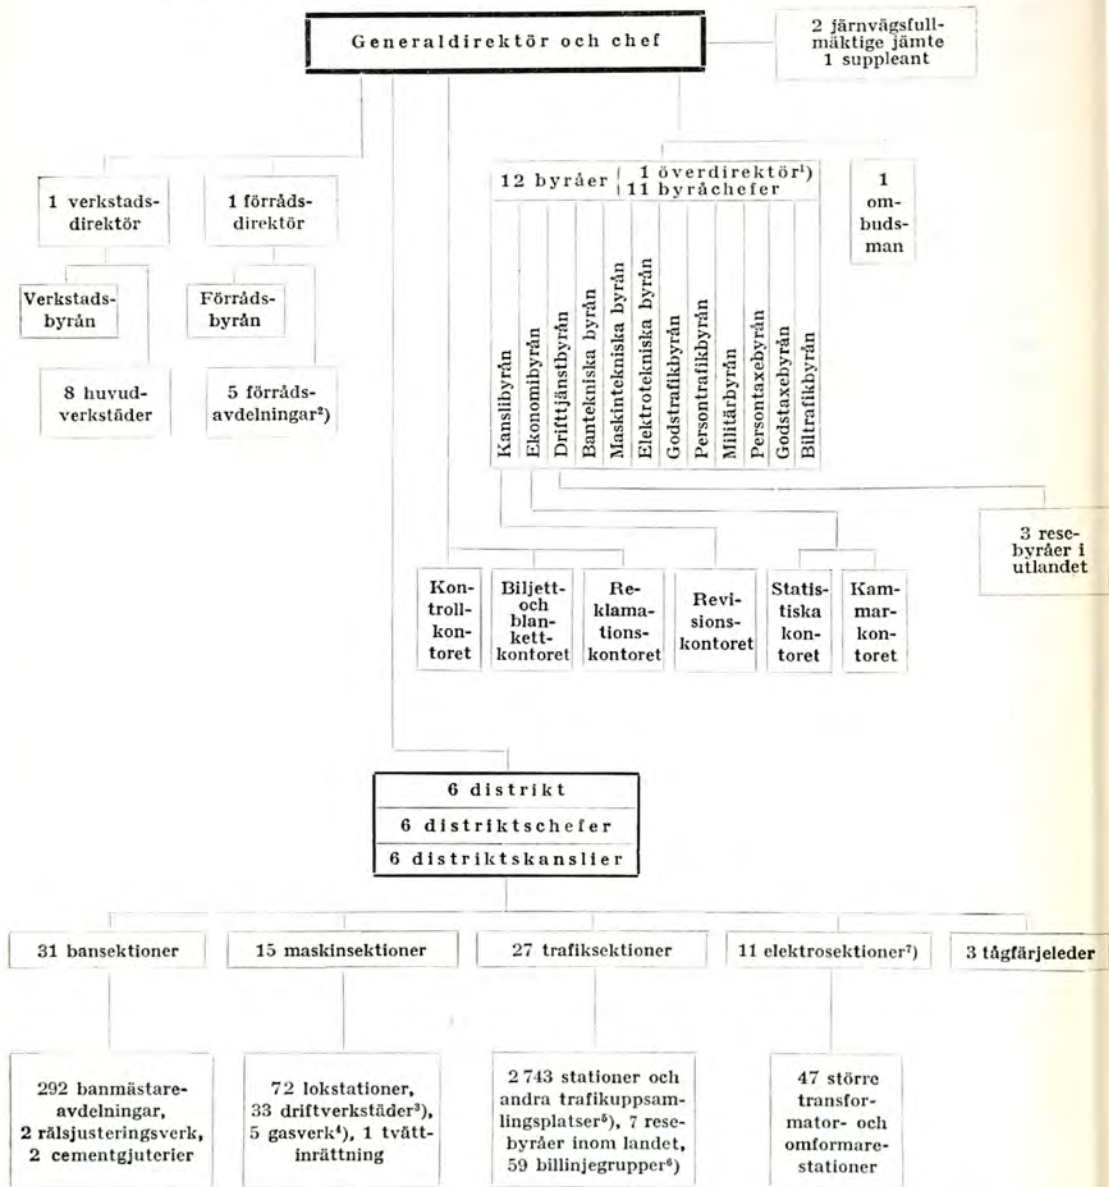 Generaldirektör och chef
2 järnvägsfull-
mäktige jämte
1 suppleant
1 verkstads-
direktör
1 förråds-
direktör
12 byråer
1 överdirektör¹)
11 byråchefer
1
om-
buds-
man
Verkstads-
byrån
Förråds-
byrån
8 huvud-
verkstäder
5 förråds-
avdelningar²)
Kanslibyrån
Ekonomibyrån
Drifttjänstbyrån
Bantekniska byrån
Maskintekniska byrån
Elektrotekniska byrån
Godstrafikbyrån
Persontrafikbyrån
Militärbyrån
Persontaxebyrån
Godstaxebyrån
Biltrafikbyrån
3 rese-
byråer i
utlandet
Kon-
troll-
kon-
toret
Biljett-
och
blan-
kett-
kontoret
Re-
klama-
tions-
kontoret
Revi-
sions-
kontoret
Statis-
tiska
kon-
toret
Kam-
mar-
kon-
toret
6 distrikt
6 distriktschefer
6 distriktskanslier
31 bansektioner
15 maskinsektioner
27 trafiksektioner
11 elektrosektioner⁷)
3 tågfärjeleder
292 banmästare-
avdelningar,
2 rälsjusteringsverk,
2 cementgjuterier
72 lokstationer,
33 driftverkstäder³),
5 gasverk⁴), 1 tvätt-
inrättning
2 743 stationer och
andra trafikuppsam-
lingsplatser⁵), 7 rese-
byråer inom landet,
59 billinjegrupper⁶)
47 större
transfor-
mator- och
omformare-
stationer